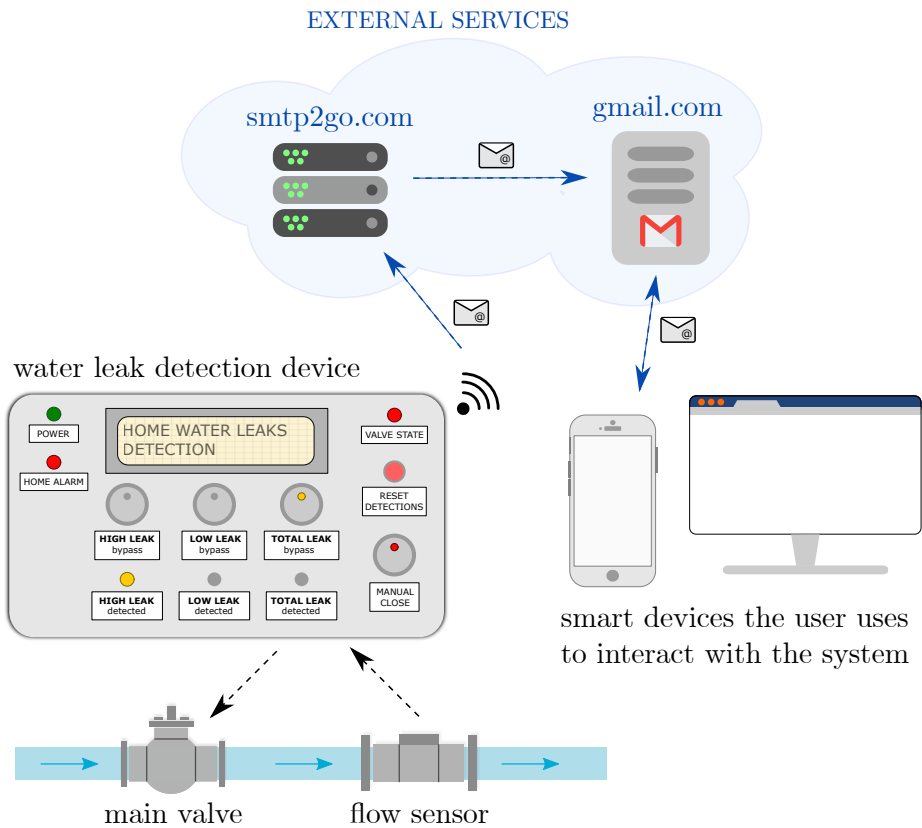 EXTERNAL SERVICES
smtp2go.com
gmail.com
@
@
@
water leak detection device
POWER
HOME ALARM
HOME WATER LEAKS
DETECTION
VALVE STATE
RESET
DETECTIONS
HIGH LEAK
bypass
LOW LEAK
bypass
TOTAL LEAK
bypass
HIGH LEAK
detected
LOW LEAK
detected
TOTAL LEAK
detected
MANUAL
CLOSE
smart devices the user uses
to interact with the system
main valve
flow sensor